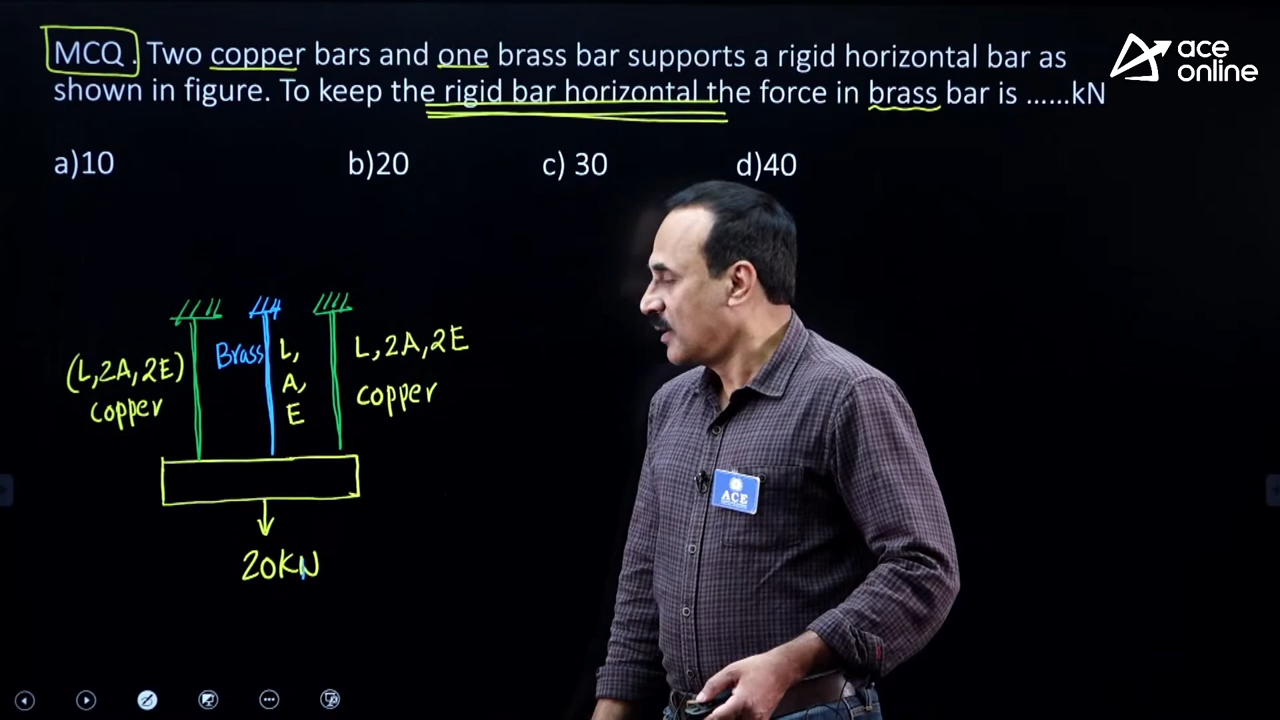 MCQ. Two copper bars and one brass bar supports a rigid horizontal bar as
shown in figure. To keep the rigid bar horizontal the force in brass bar is ......kN
a)10 b)20 c) 30 d)40
ace
online
(L,2A,2E)
copper
Brass
L,
A,
E
L,2A,2E
copper
20KN
ACE